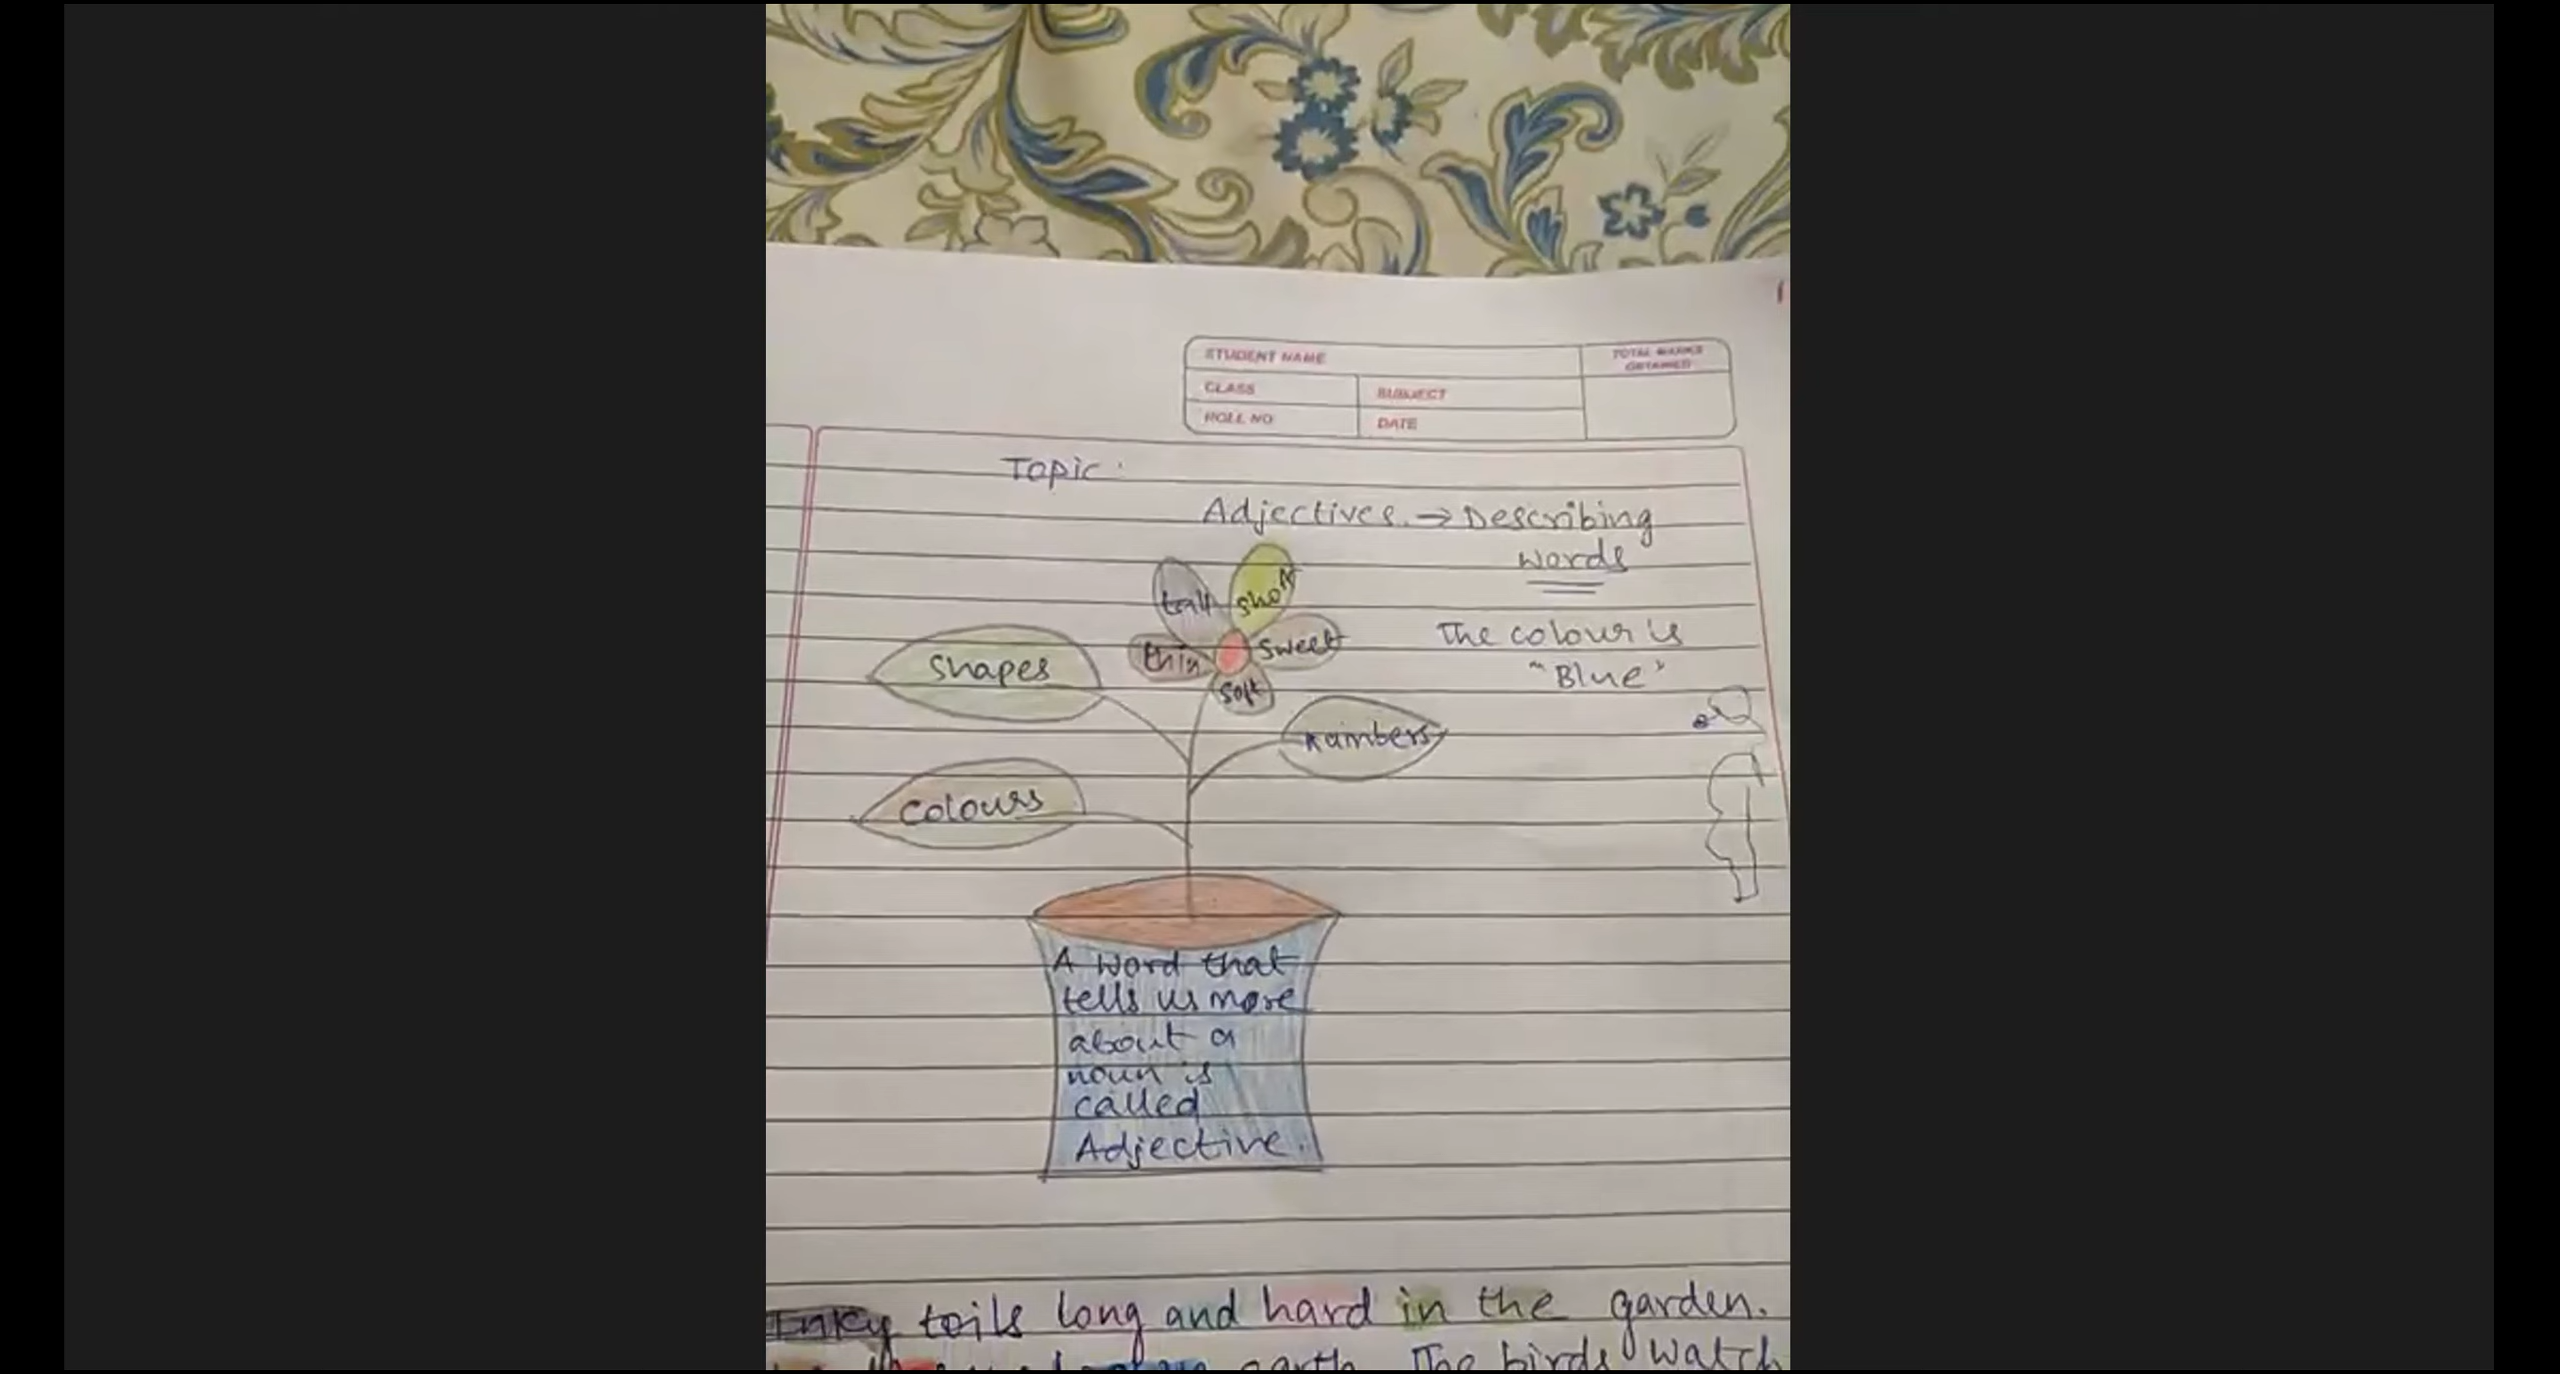 STUDENT NAME
TOTAL MARKS
OBTAINED
CLASS
SUBJECT
ROLL NO
DATE
Topic :
Adjectives. → Describing
words
tall
short
thin
sweet
soft
The colour is
"Blue"
shapes
numbers
colours
A word that
tells us more
about a
noun is
called
Adjective.
Inky toils long and hard in the garden.
earth. The birds watch